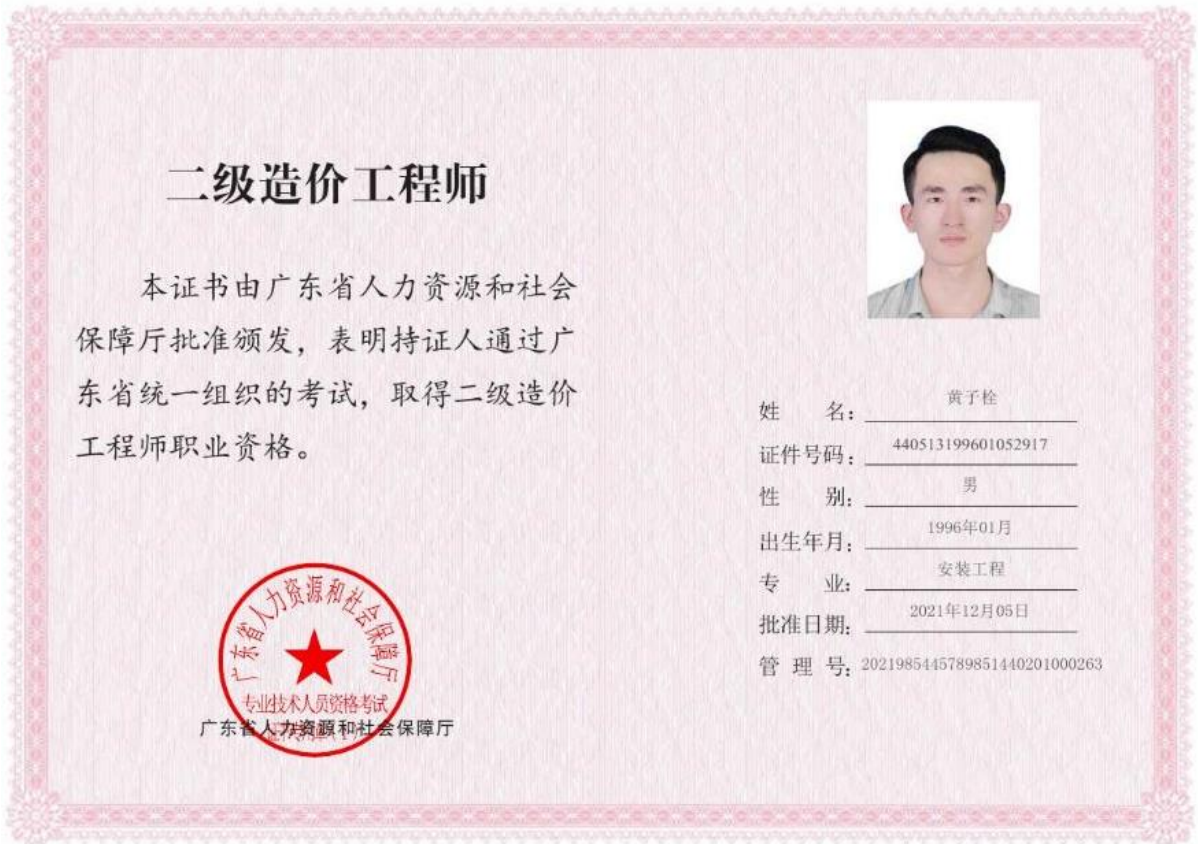 二级造价工程师
本证书由广东省人力资源和社会
保障厅批准颁发，表明持证人通过广
东省统一组织的考试，取得二级造价
工程师职业资格。
广东省人力资源和社会保障厅
专业技术人员资格考试
广东省人力资源和社会保障厅
姓 名：黄子栓
证件号码：440513199601052917
性 别：男
出生年月：1996年01月
专 业：安装工程
批准日期：2021年12月05日
管 理 号：2021985445789851440201000263